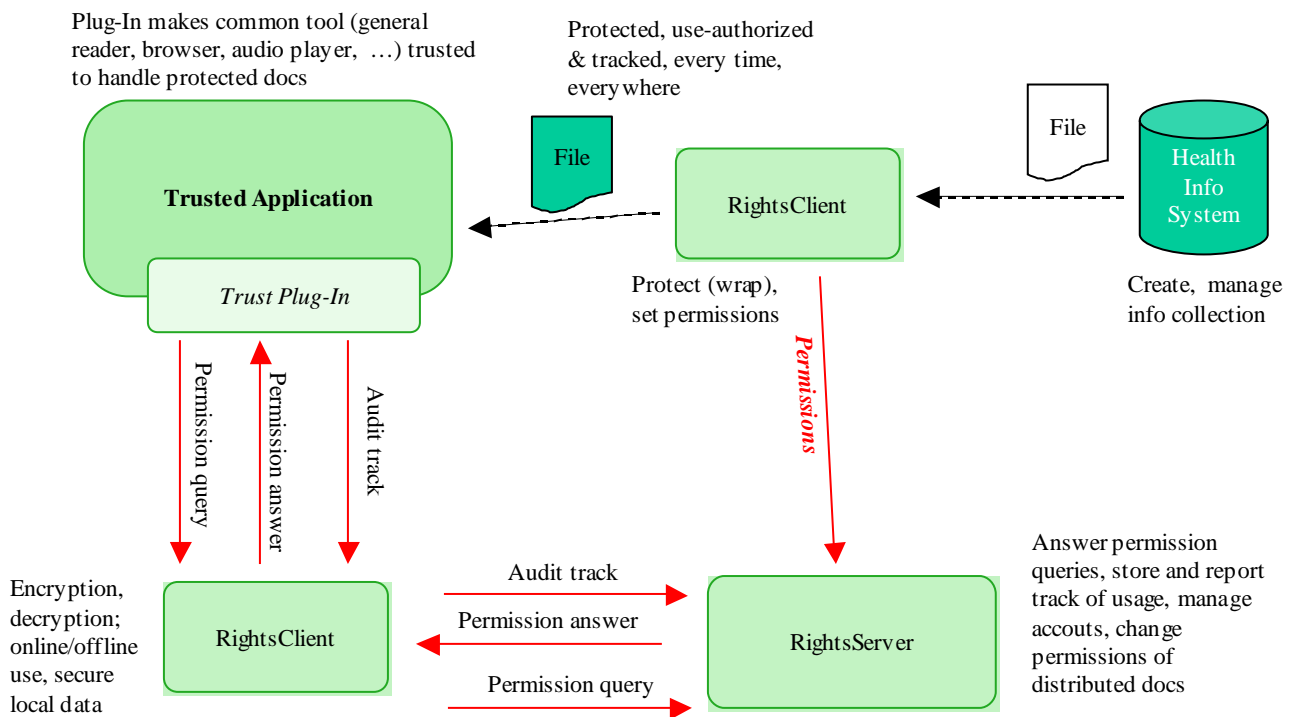 Plug-In makes common tool (general
reader, browser, audio player, …) trusted
to handle protected docs
Protected, use-authorized
& tracked, every time,
everywhere
File
File
Health
Info
System
Trusted Application
RightsClient
Trust Plug-In
Protect (wrap),
set permissions
Create, manage
info collection
Permissions
Permission query
Permission answer
Audit track
Encryption,
decryption;
online/offline
use, secure
local data
RightsClient
Audit track
Permission answer
Permission query
RightsServer
Answer permission
queries, store and report
track of usage, manage
accouts, change
permissions of
distributed docs